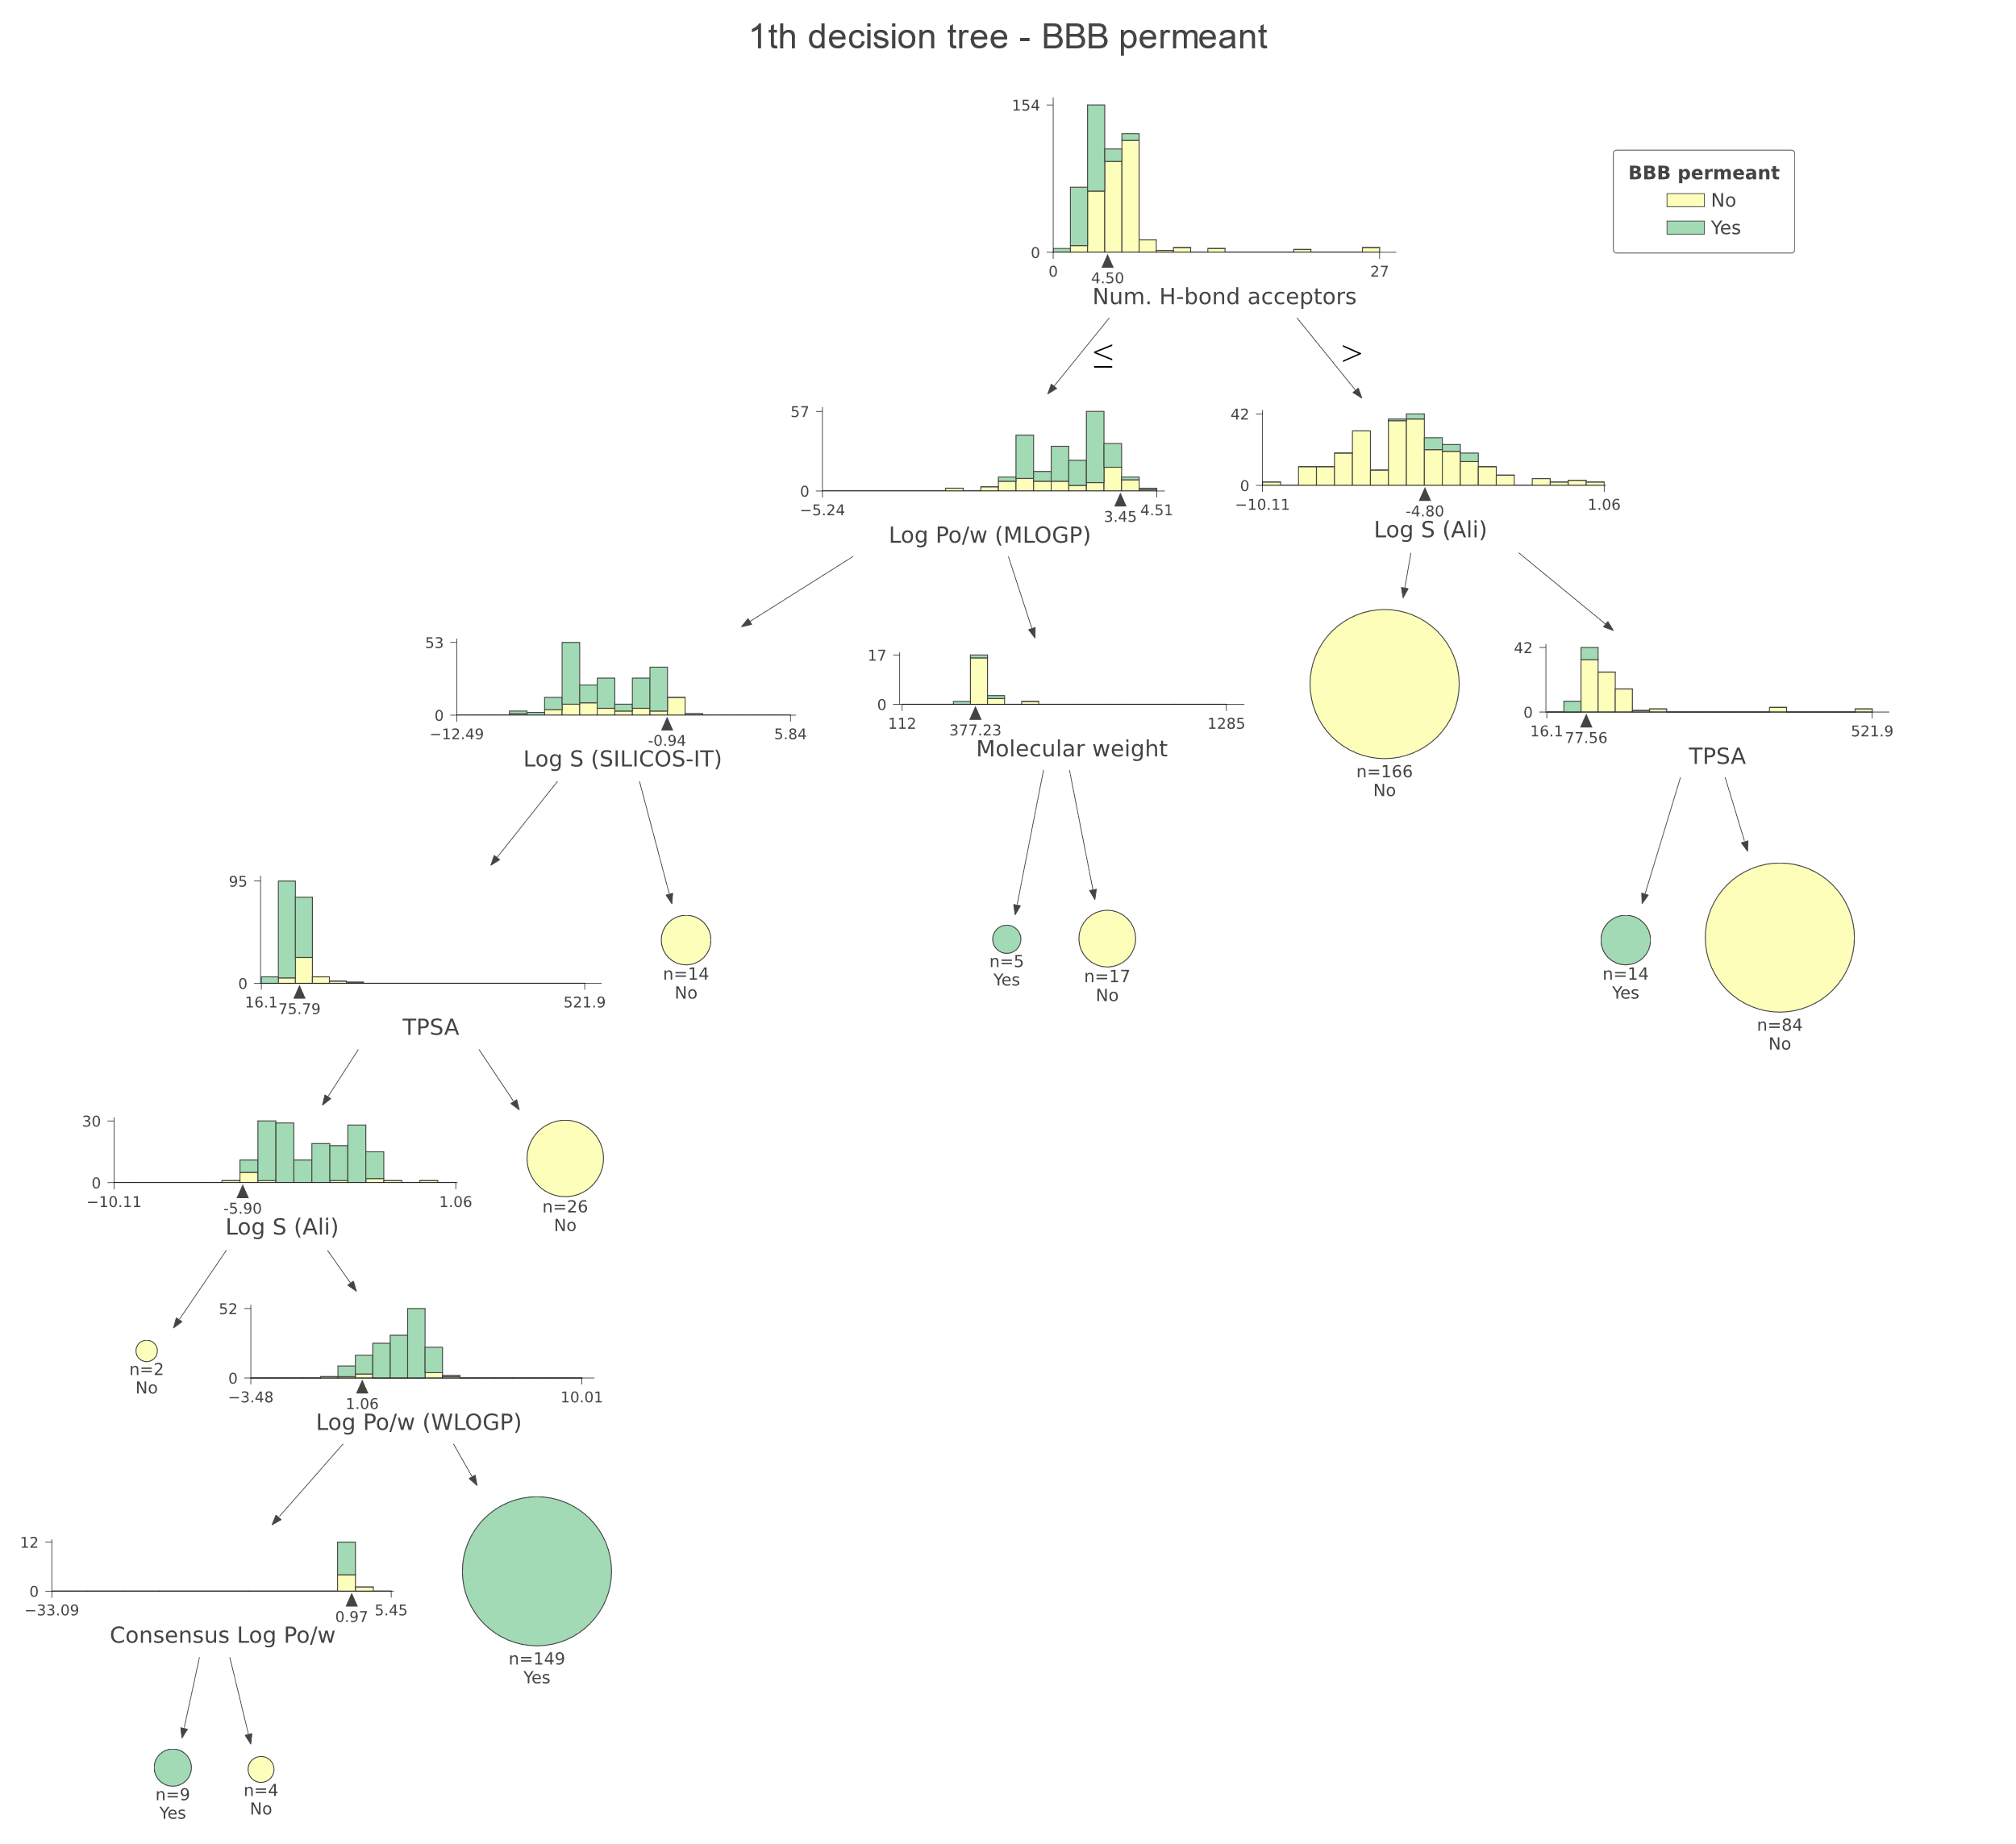 1th decision tree - BBB permeant
154
0
0
4.50
27
Num. H-bond acceptors
BBB permeant
No
Yes
≤
>
57
0
−5.24
3.45
4.51
Log Po/w (MLOGP)
42
0
−10.11
-4.80
1.06
Log S (Ali)
53
0
−12.49
-0.94
5.84
Log S (SILICOS-IT)
17
0
112
377.23
1285
Molecular weight
n=166
No
42
0
16.1
77.56
521.9
TPSA
95
0
16.1
75.79
521.9
TPSA
n=14
No
n=5
Yes
n=17
No
n=14
Yes
n=84
No
30
0
−10.11
-5.90
1.06
Log S (Ali)
n=26
No
n=2
No
52
0
−3.48
1.06
10.01
Log Po/w (WLOGP)
12
0
−33.09
0.97
5.45
Consensus Log Po/w
n=149
Yes
n=9
Yes
n=4
No